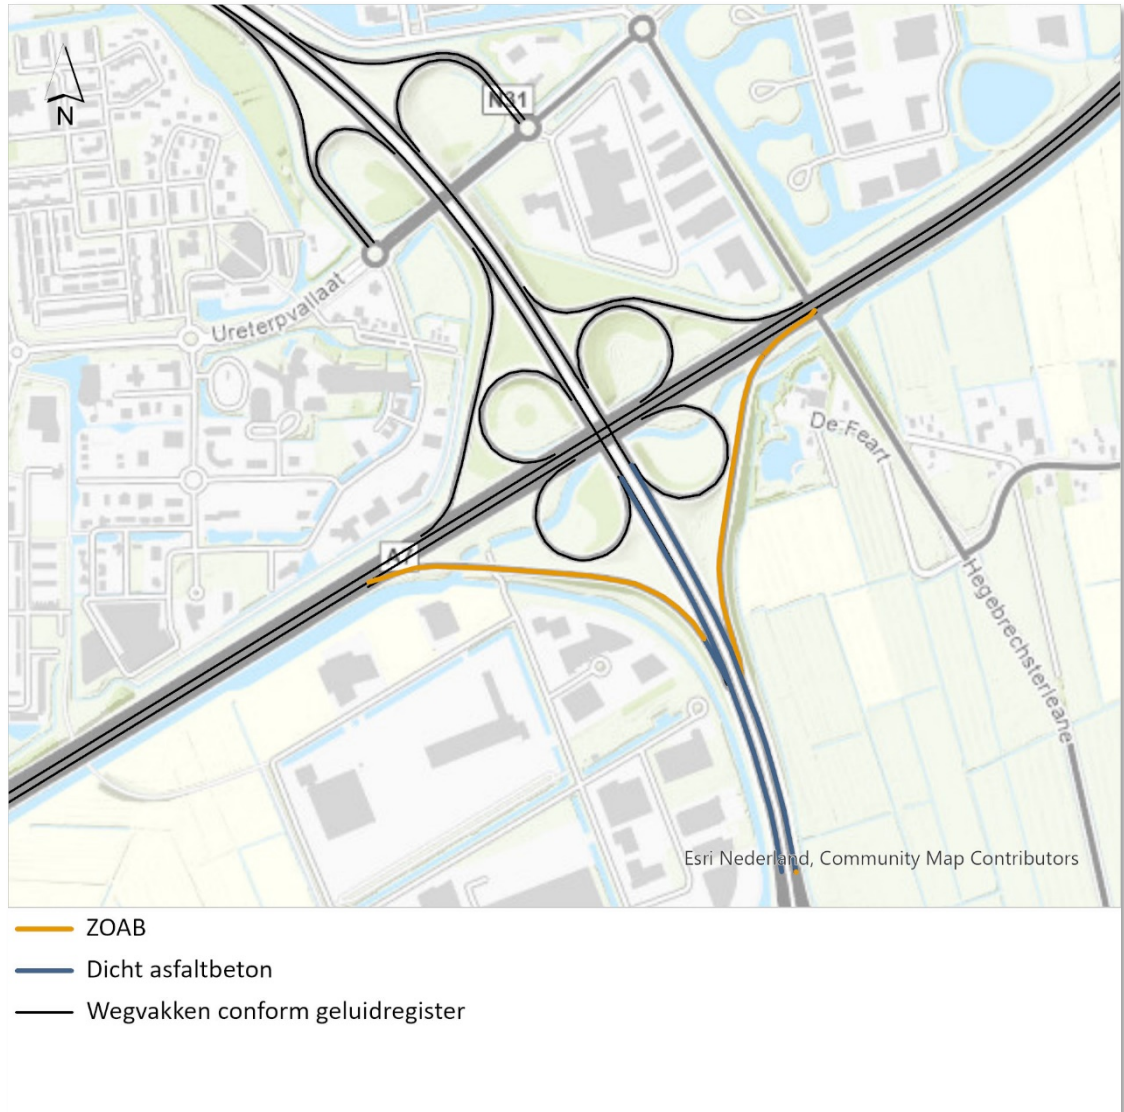 N31
N
Ureterpvallaat
De Feart
A7
Hegebrechsterleane
Esri Nederland, Community Map Contributors
ZOAB
Dicht asfaltbeton
Wegvakken conform geluidregister